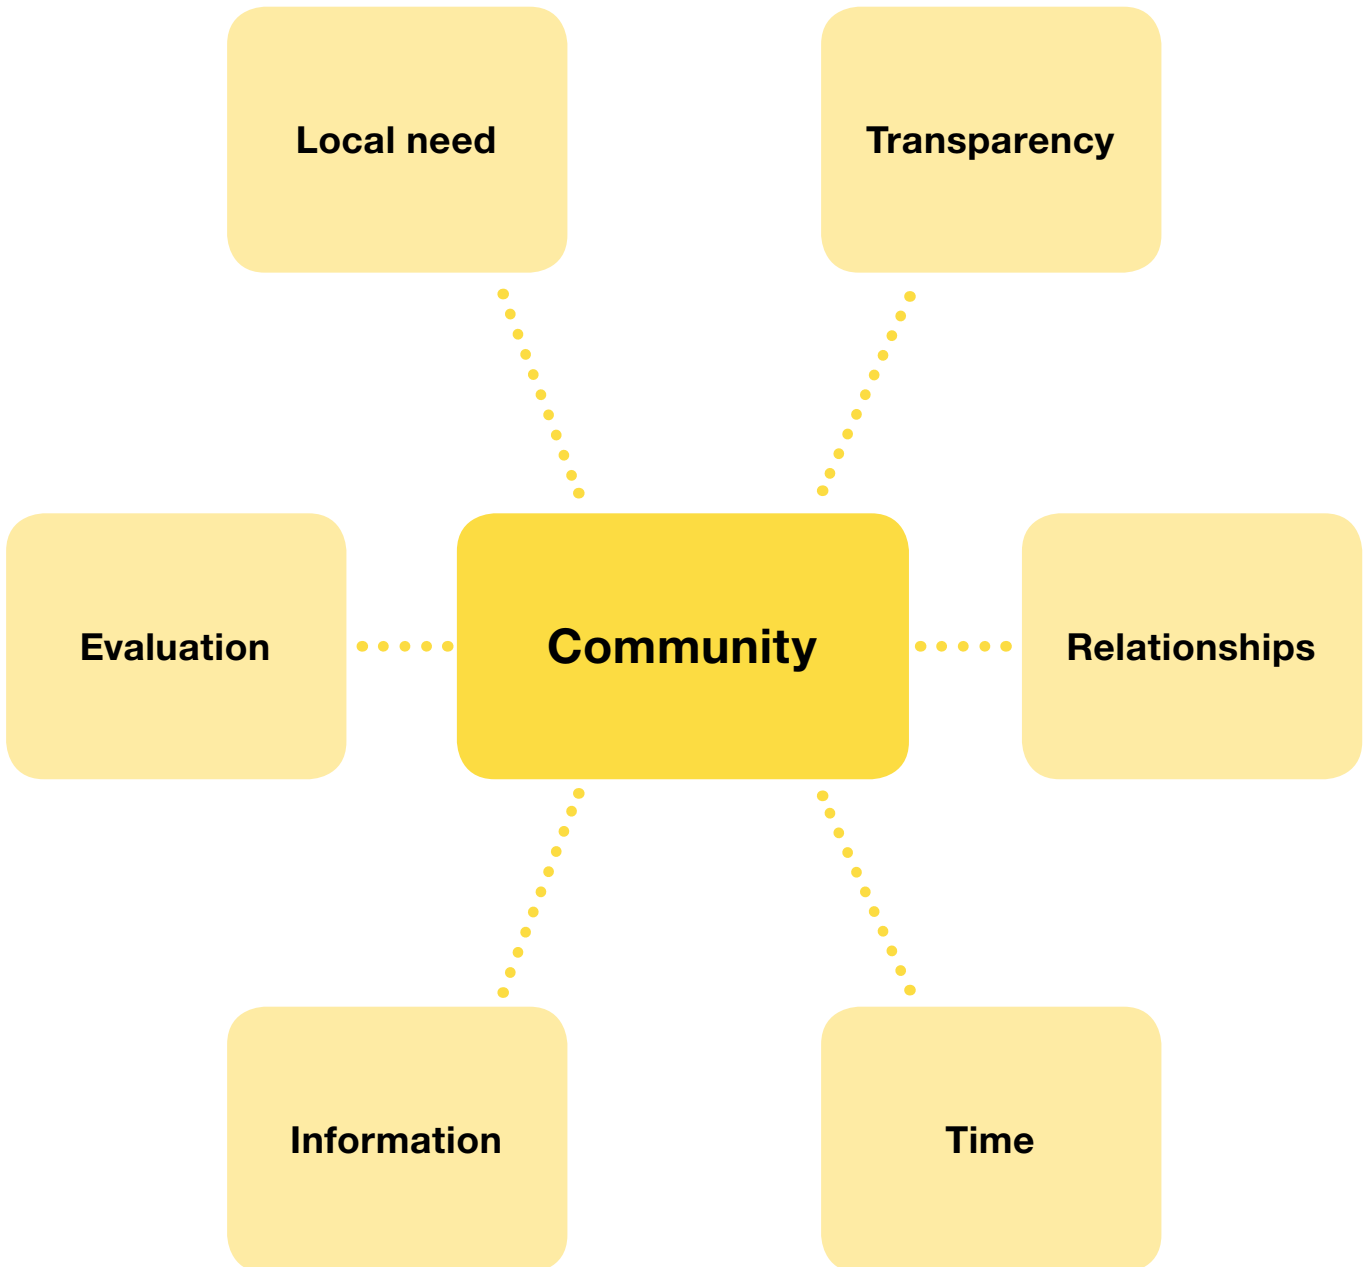 Local need
Transparency
Evaluation
Community
Relationships
Information
Time